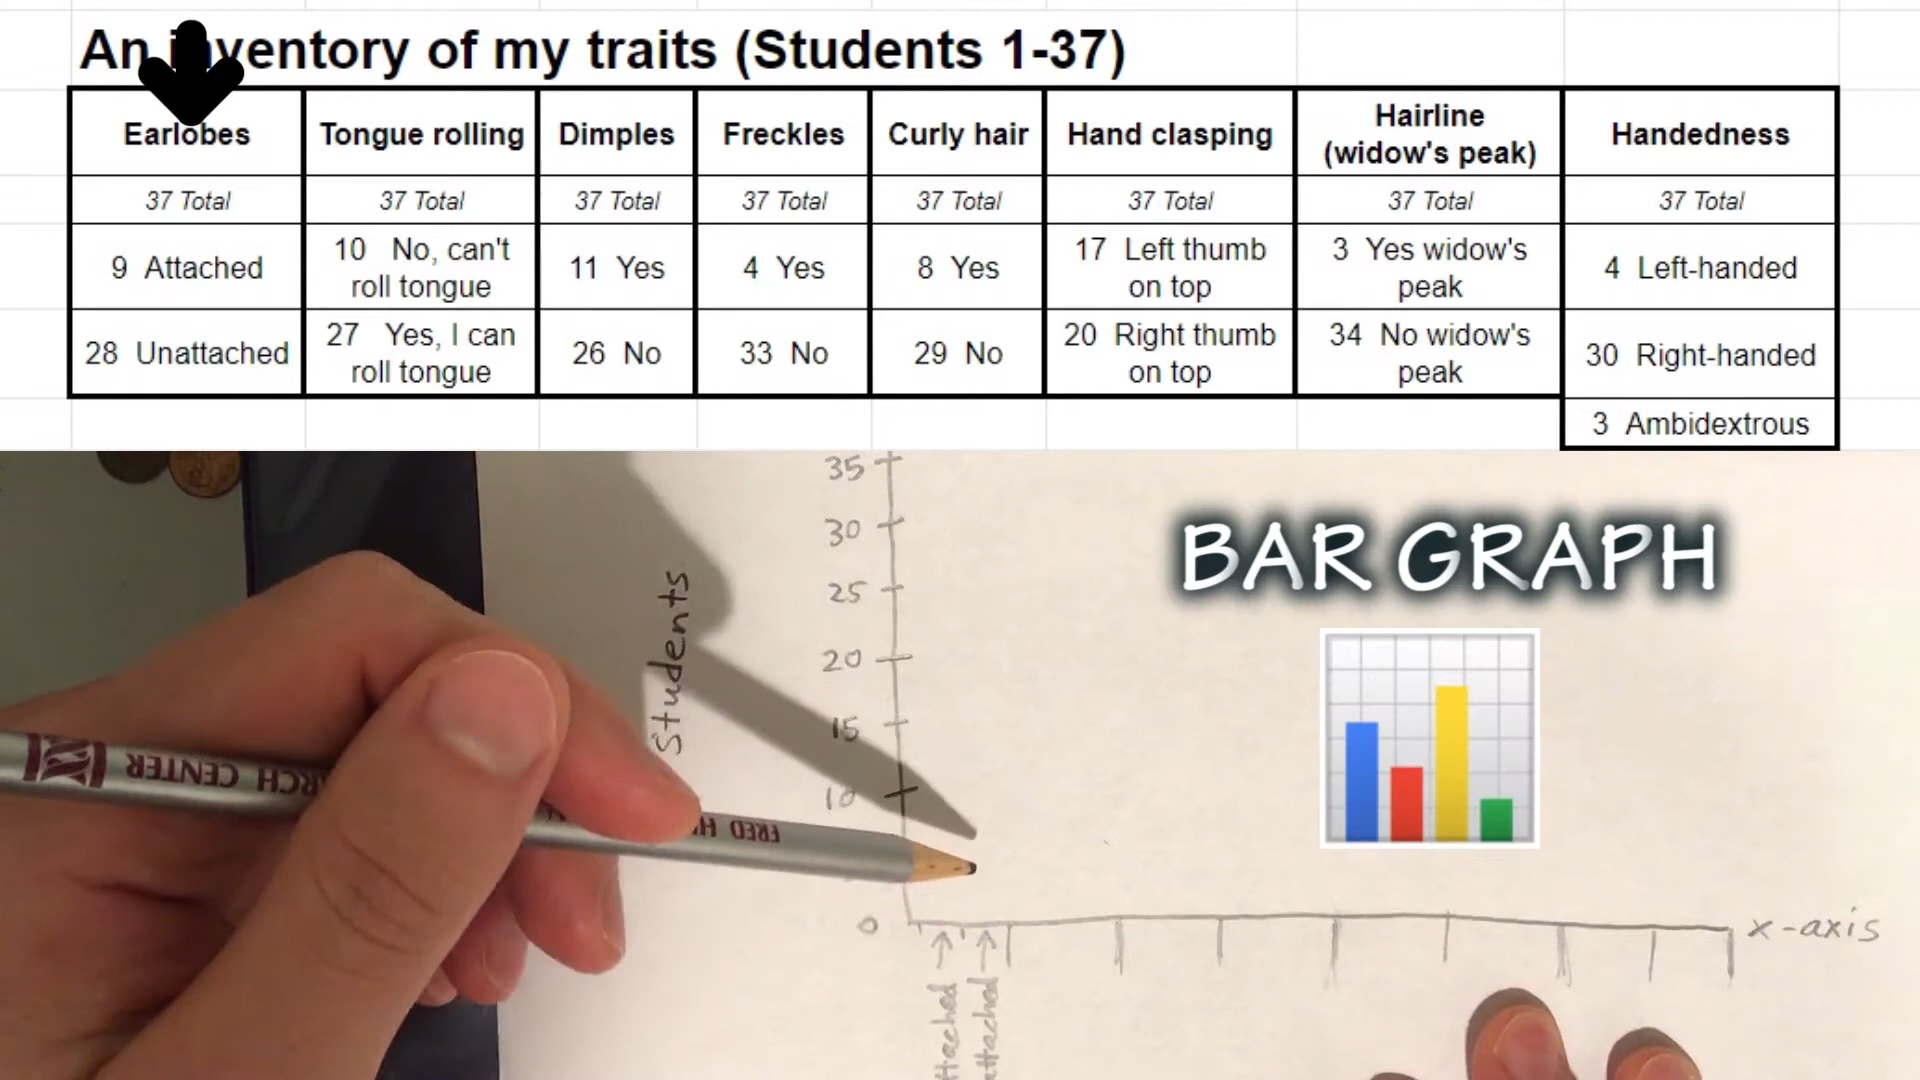 An inventory of my traits (Students 1-37)
Earlobes
Tongue rolling
Dimples
Freckles
Curly hair
Hand clasping
Hairline
(widow's peak)
Handedness
37 Total
37 Total
37 Total
37 Total
37 Total
37 Total
37 Total
37 Total
9 Attached
10 No, can't
roll tongue
11 Yes
4 Yes
8 Yes
17 Left thumb
on top
3 Yes widow's
peak
4 Left-handed
28 Unattached
27 Yes, I can
roll tongue
26 No
33 No
29 No
20 Right thumb
on top
34 No widow's
peak
30 Right-handed
3 Ambidextrous
BAR GRAPH
Students
35
30
25
20
15
10
0
x-axis
FRED
CENTER